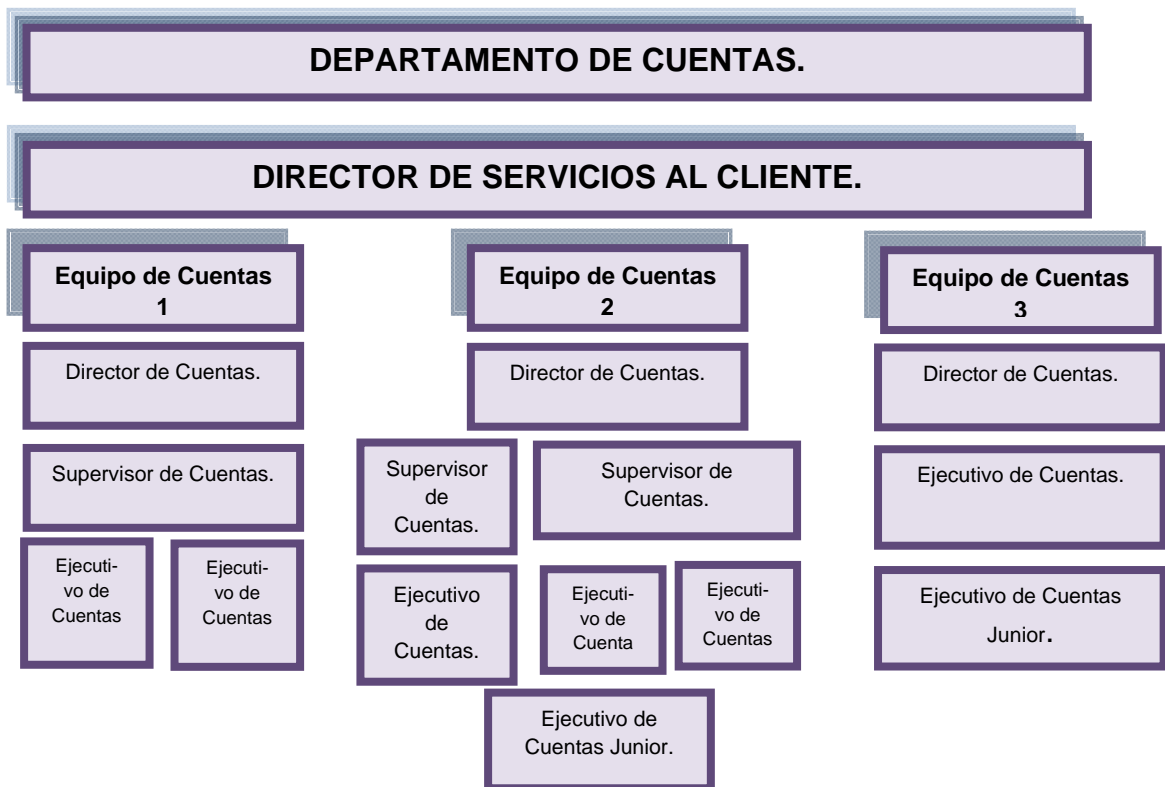 DEPARTAMENTO DE CUENTAS.
DIRECTOR DE SERVICIOS AL CLIENTE.
Equipo de Cuentas
1
Equipo de Cuentas
2
Equipo de Cuentas
3
Director de Cuentas.
Director de Cuentas.
Director de Cuentas.
Supervisor de Cuentas.
Supervisor
de
Cuentas.
Supervisor de
Cuentas.
Ejecutivo de Cuentas.
Ejecuti-
vo de
Cuentas
Ejecuti-
vo de
Cuentas
Ejecutivo
de
Cuentas.
Ejecuti-
vo de
Cuenta
Ejecuti-
vo de
Cuentas
Ejecutivo de Cuentas
Junior.
Ejecutivo de
Cuentas Junior.